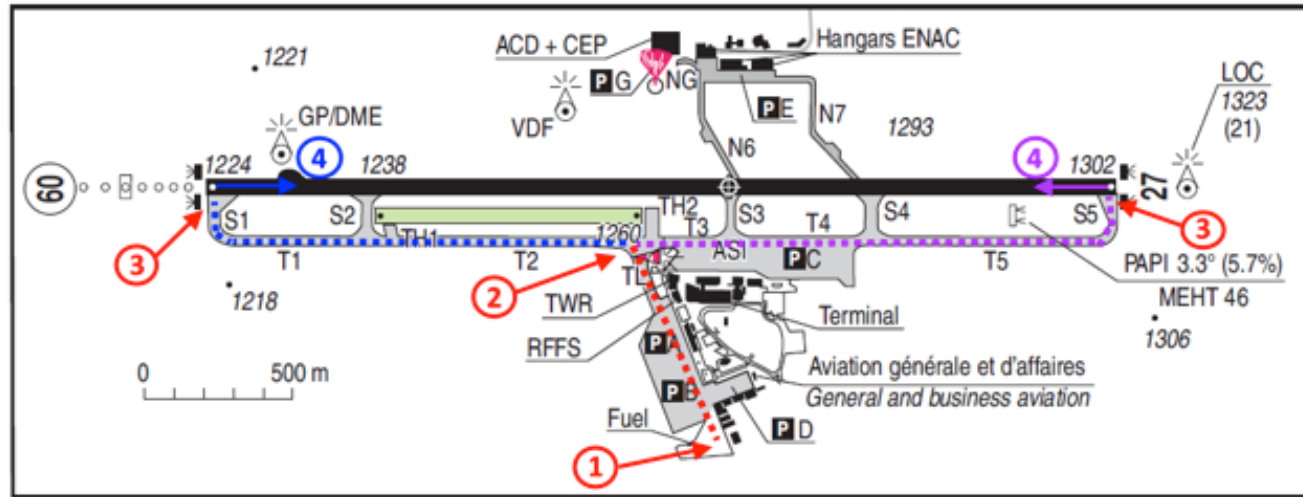 1221
ACD + CEP
Hangars ENAC
P G
NG
P E
N7
LOC
1323
(21)
GP/DME
VDF
1293
4
1224
1238
N6
4
1302
60
27
S1
S2
TH2
T3
S3
T4
S4
S5
3
TH1
1260
ASI
3
T1
T2
P C
T5
PAPI 3.3° (5.7%)
MEHT 46
2
TL
1218
TWR
Terminal
1306
RFFS
P
0 500 m
Aviation générale et d'affaires
General and business aviation
P B
Fuel
P D
1